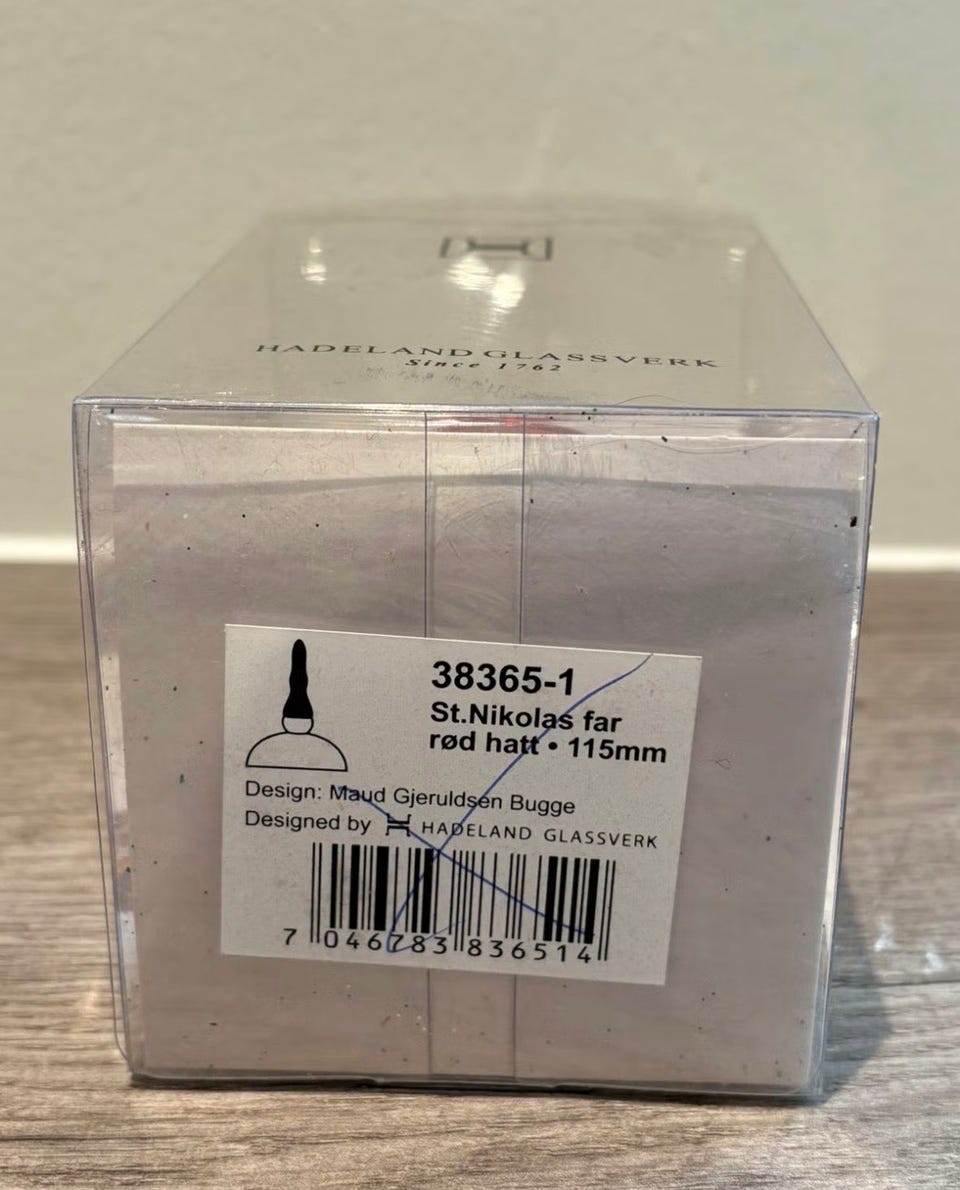 HADELAND GLASSVERK
Since 1762
38365-1
St.Nikolas far
rød hatt • 115mm
Design: Maud Gjeruldsen Bugge
Designed by HADELAND GLASSVERK
7 046783 836514